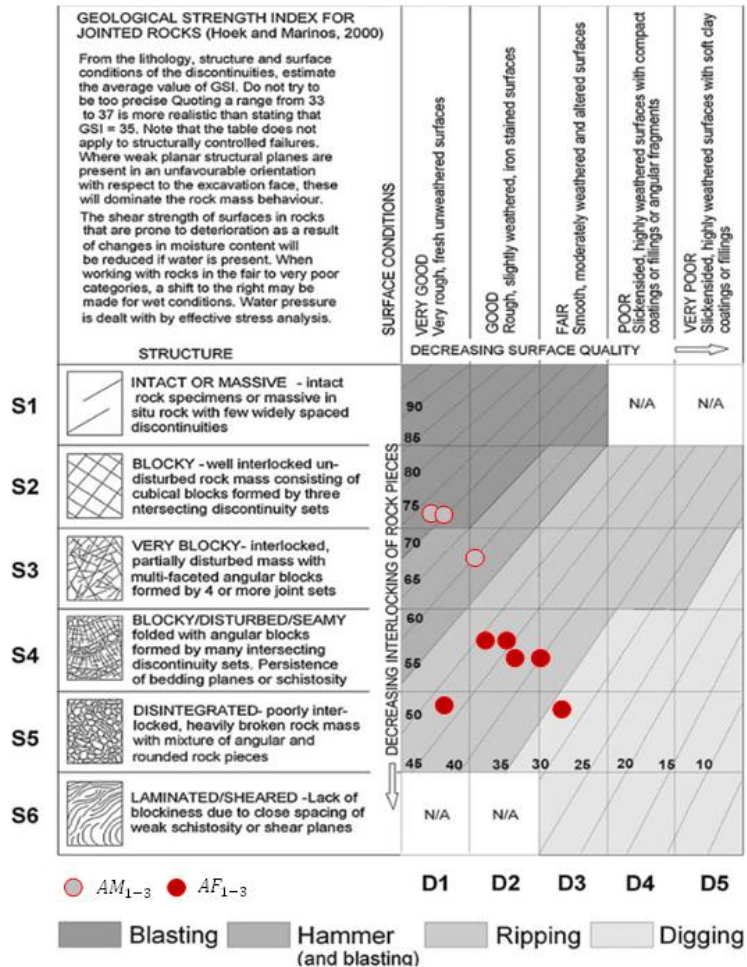 GEOLOGICAL STRENGTH INDEX FOR
JOINTED ROCKS (Hoek and Marinos, 2000)
From the lithology, structure and surface
conditions of the discontinuities, estimate
the average value of GSI. Do not try to
be too precise Quoting a range from 33
to 37 is more realistic than stating that
GSI = 35. Note that the table does not
apply to structurally controlled failures.
Where weak planar structural planes are
present in an unfavourable orientation
with respect to the excavation face, these
will dominate the rock mass behaviour.
The shear strength of surfaces in rocks
that are prone to deterioration as a result
of changes in moisture content will
be reduced if water is present. When
working with rocks in the fair to very poor
categories, a shift to the right may be
made for wet conditions. Water pressure
is dealt with by effective stress analysis.
SURFACE CONDITIONS
VERY GOOD
Very rough, fresh unweathered surfaces
GOOD
Rough, slightly weathered, iron stained surfaces
FAIR
Smooth, moderately weathered and altered surfaces
POOR
Slickensided, highly weathered surfaces with compact
coatings or fillings or angular fragments
VERY POOR
Slickensided, highly weathered surfaces with soft clay
coatings or fillings
STRUCTURE
DECREASING SURFACE QUALITY
DECREASING INTERLOCKING OF ROCK PIECES
S1
INTACT OR MASSIVE - intact
rock specimens or massive in
situ rock with few widely spaced
discontinuities
90
85
N/A
N/A
S2
BLOCKY - well interlocked un-
disturbed rock mass consisting of
cubical blocks formed by three
ntersecting discontinuity sets
80
75
S3
VERY BLOCKY- interlocked,
partially disturbed mass with
multi-faceted angular blocks
formed by 4 or more joint sets
70
65
S4
BLOCKY/DISTURBED/SEAMY
folded with angular blocks
formed by many intersecting
discontinuity sets. Persistence
of bedding planes or schistosity
60
55
S5
DISINTEGRATED- poorly inter-
locked, heavily broken rock mass
with mixture of angular and
rounded rock pieces
50
45 40 35 30 25 20 15 10
S6
LAMINATED/SHEARED -Lack of
blockiness due to close spacing of
weak schistosity or shear planes
N/A
N/A
AM1-3 AF1-3
D1 D2 D3 D4 D5
Blasting Hammer Ripping Digging
(and blasting)